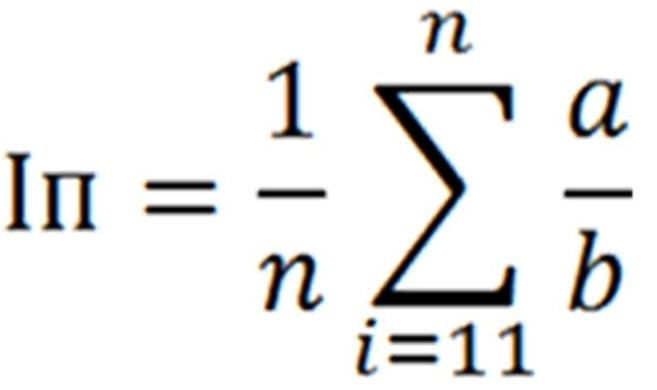 Iп = 1/n ∑_{i=11}^{n} a/b